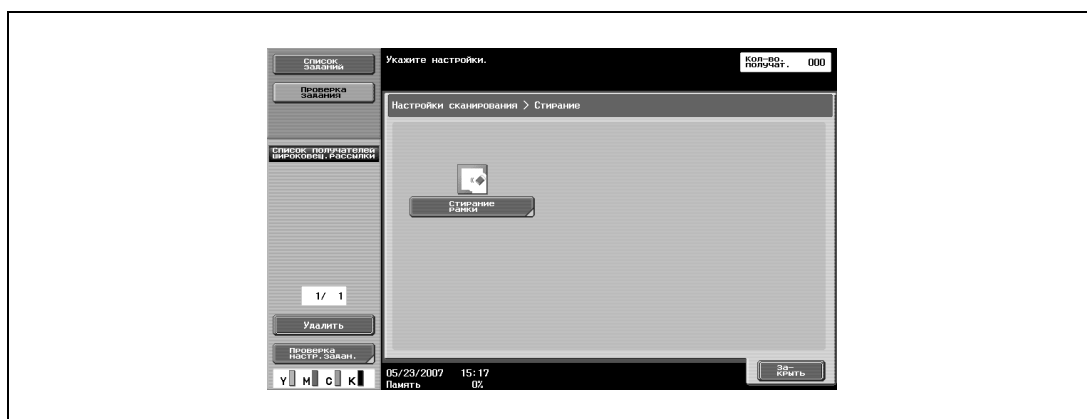 Список
заданий
Проверка
задания
Список получателей
широковещ.рассылки
1/ 1
Удалить
Проверка
настр.задан.
Y M C K
Укажите настройки.
Кол-во.
получат. 000
Настройки сканирования > Стирание
К
Стирание
рамки
05/23/2007 15:17
Память 0%
За-
крыть